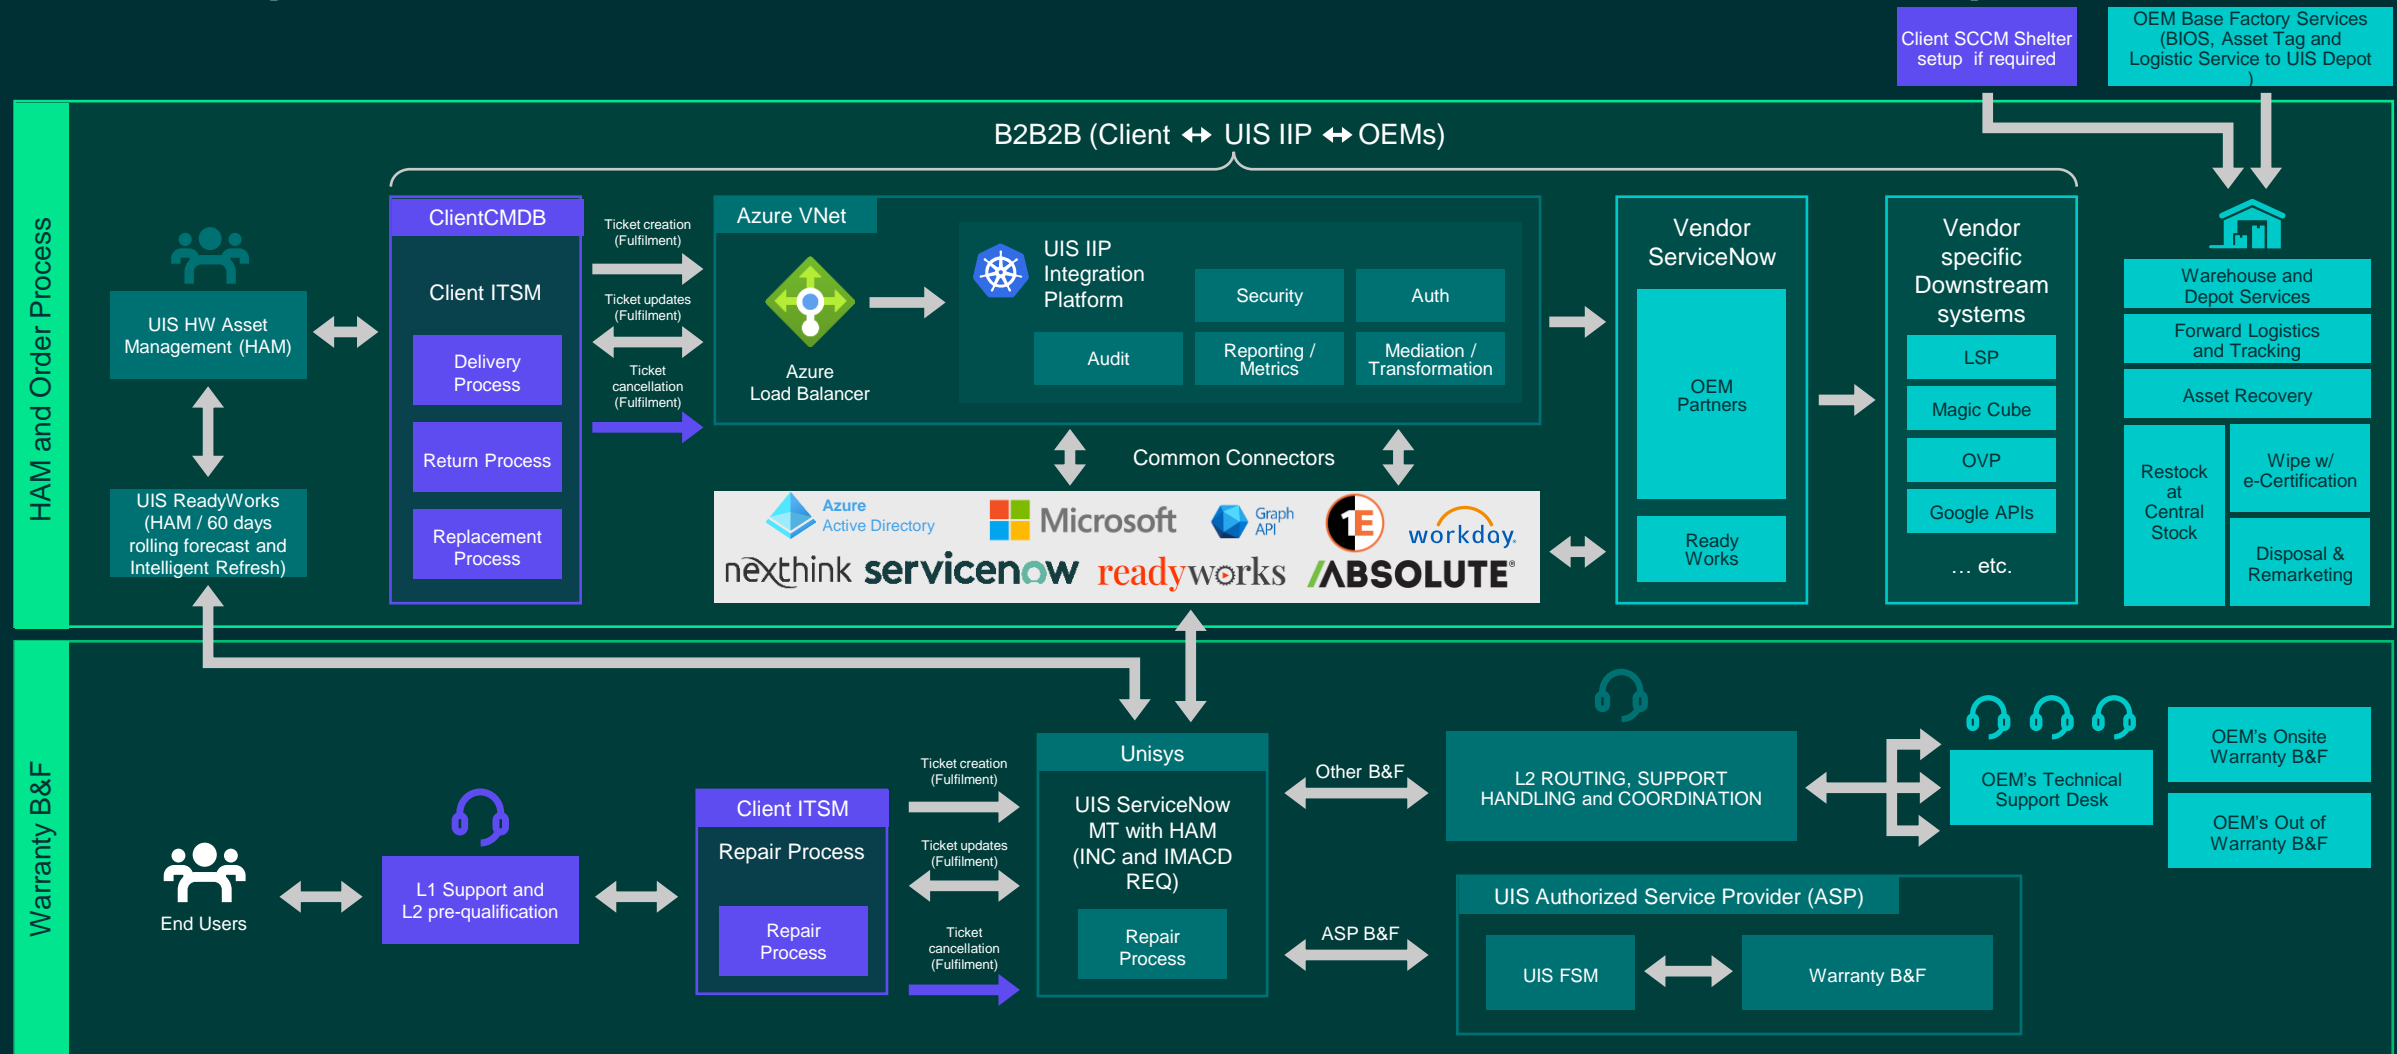 Client SCCM Shelter
setup if required
OEM Base Factory Services
(BIOS, Asset Tag and
Logistic Service to UIS Depot
)
HAM and Order Process
B2B2B (Client ↔ UIS IIP ↔ OEMs)
UIS HW Asset
Management (HAM)
UIS ReadyWorks
(HAM / 60 days
rolling forecast and
Intelligent Refresh)
ClientCMDB
Client ITSM
Delivery
Process
Return Process
Replacement
Process
Ticket creation
(Fulfilment)
Ticket updates
(Fulfilment)
Ticket
cancellation
(Fulfilment)
Azure VNet
Azure
Load Balancer
UIS IIP
Integration
Platform
Security
Auth
Audit
Reporting /
Metrics
Mediation /
Transformation
Common Connectors
Azure
Active Directory
Microsoft
Graph
API
1E
workday.
nexthink
servicenow
readyworks
ABSOLUTE®
Vendor
ServiceNow
OEM
Partners
Ready
Works
Vendor
specific
Downstream
systems
LSP
Magic Cube
OVP
Google APIs
... etc.
Warehouse and
Depot Services
Forward Logistics
and Tracking
Asset Recovery
Restock
at
Central
Stock
Wipe w/
e-Certification
Disposal &
Remarketing
Warranty B&F
End Users
L1 Support and
L2 pre-qualification
Client ITSM
Repair Process
Repair
Process
Ticket creation
(Fulfilment)
Ticket updates
(Fulfilment)
Ticket
cancellation
(Fulfilment)
Unisys
UIS ServiceNow
MT with HAM
(INC and IMACD
REQ)
Repair
Process
Other B&F
ASP B&F
L2 ROUTING, SUPPORT
HANDLING and COORDINATION
OEM's Technical
Support Desk
OEM's Onsite
Warranty B&F
OEM's Out of
Warranty B&F
UIS Authorized Service Provider (ASP)
UIS FSM
Warranty B&F